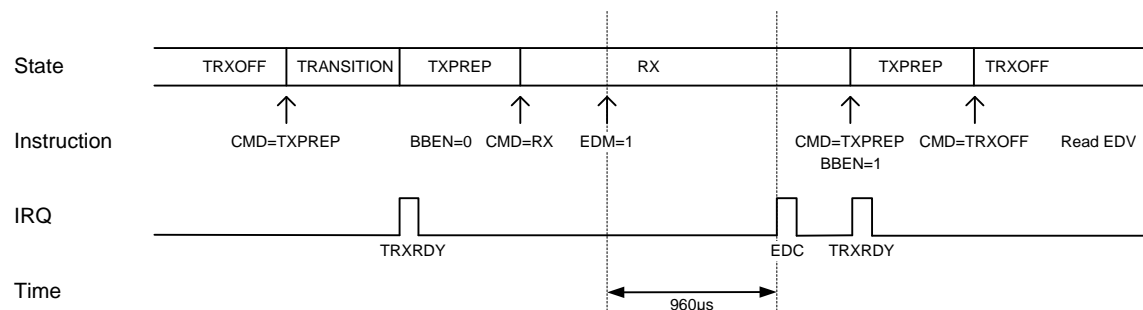 State TRXOFF TRANSITION TXPREP RX TXPREP TRXOFF
Instruction CMD=TXPREP BBEN=0 CMD=RX EDM=1 CMD=TXPREP CMD=TRXOFF Read EDV
BBEN=1
IRQ
TRXRDY EDC TRXRDY
Time
960µs